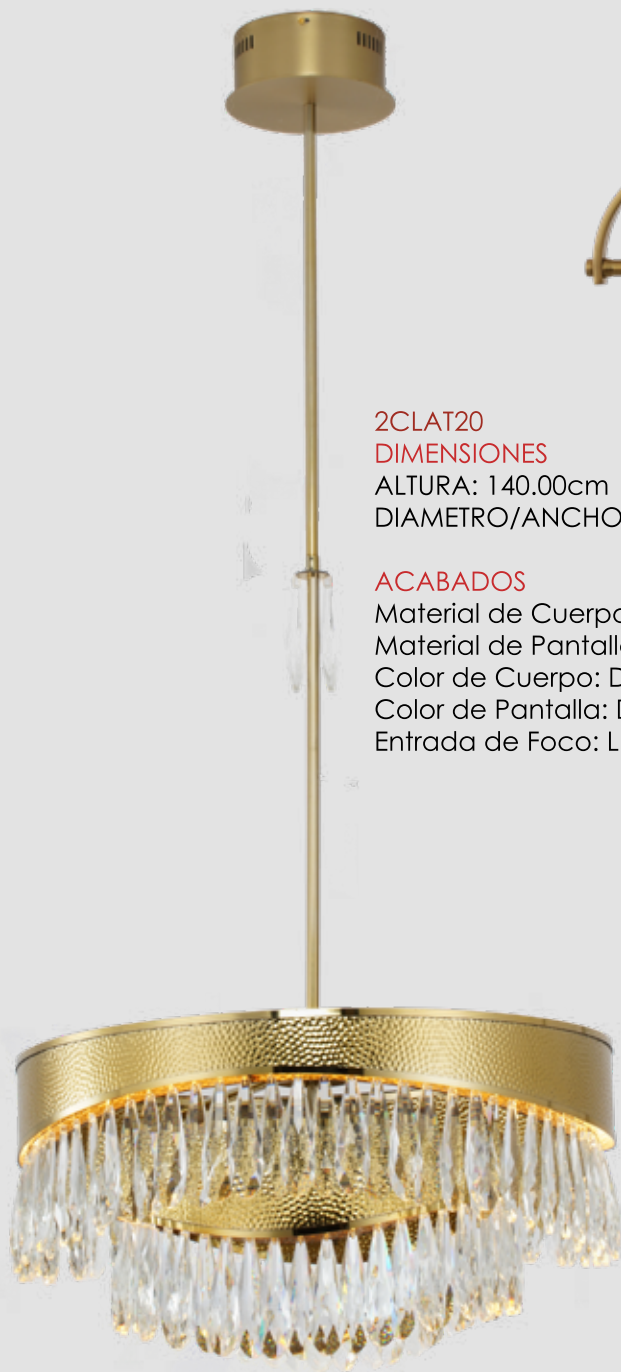 2CLAT20
DIMENSIONES
ALTURA: 140.00cm
DIAMETRO/ANCHO
ACABADOS
Material de Cuerpo
Material de Pantall
Color de Cuerpo: D
Color de Pantalla: D
Entrada de Foco: L